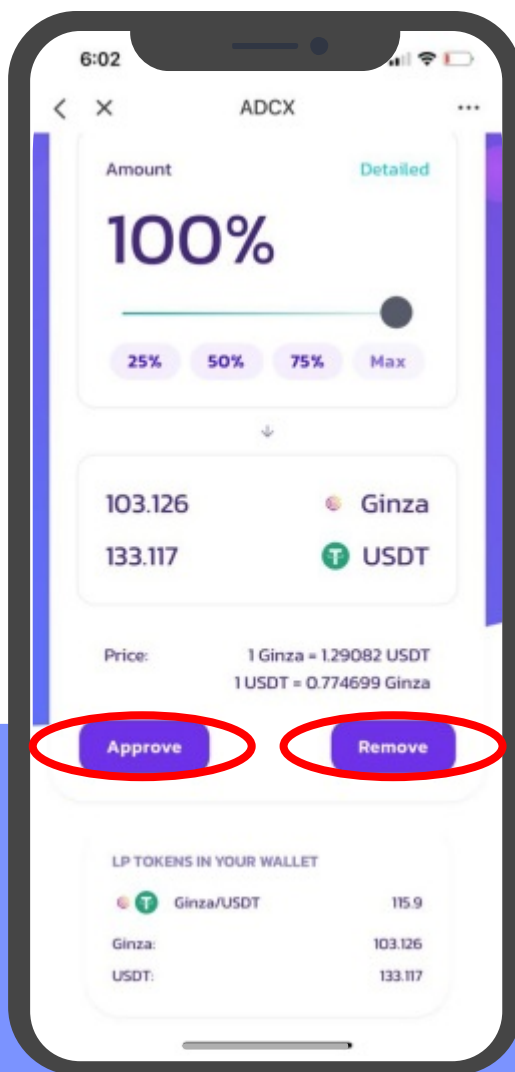 6:02
ADCX
Amount Detailed
100%
25% 50% 75% Max
103.126 Ginza
133.117 USDT
Price: 1 Ginza = 1.29082 USDT
1 USDT = 0.774699 Ginza
Approve Remove
LP TOKENS IN YOUR WALLET
Ginza/USDT 115.9
Ginza: 103.126
USDT: 133.117